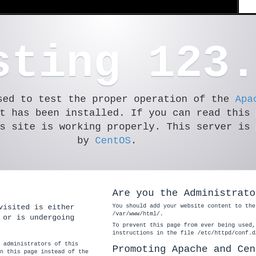 sting 123.
sed to test the proper operation of the Apac
t has been installed. If you can read this
s site is working properly. This server is
by CentOS.
Are you the Administrato
You should add your website content to the
/var/www/html/.
To prevent this page from ever being used,
instructions in the file /etc/httpd/conf.d
Promoting Apache and Cen
visited is either
or is undergoing
administrators of this
n this page instead of the